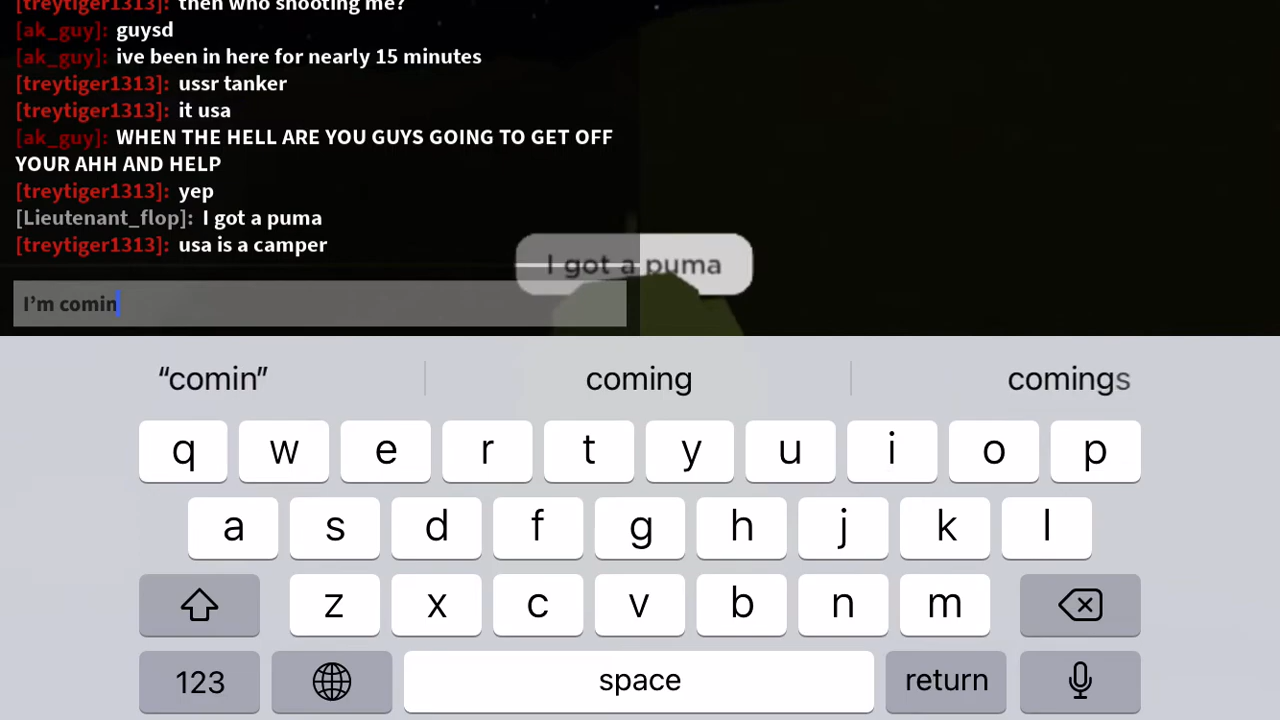 [treytiger1313]: then who shooting me?
[ak_guy]: guysd
[ak_guy]: ive been in here for nearly 15 minutes
[treytiger1313]: ussr tanker
[treytiger1313]: it usa
[ak_guy]: WHEN THE HELL ARE YOU GUYS GOING TO GET OFF
YOUR AHH AND HELP
[treytiger1313]: yep
[Lieutenant_flop]: I got a puma
[treytiger1313]: usa is a camper
I got a puma
I’m comin
“comin” coming comings
q w e r t y u i o p
a s d f g h j k l
z x c v b n m
123 space return